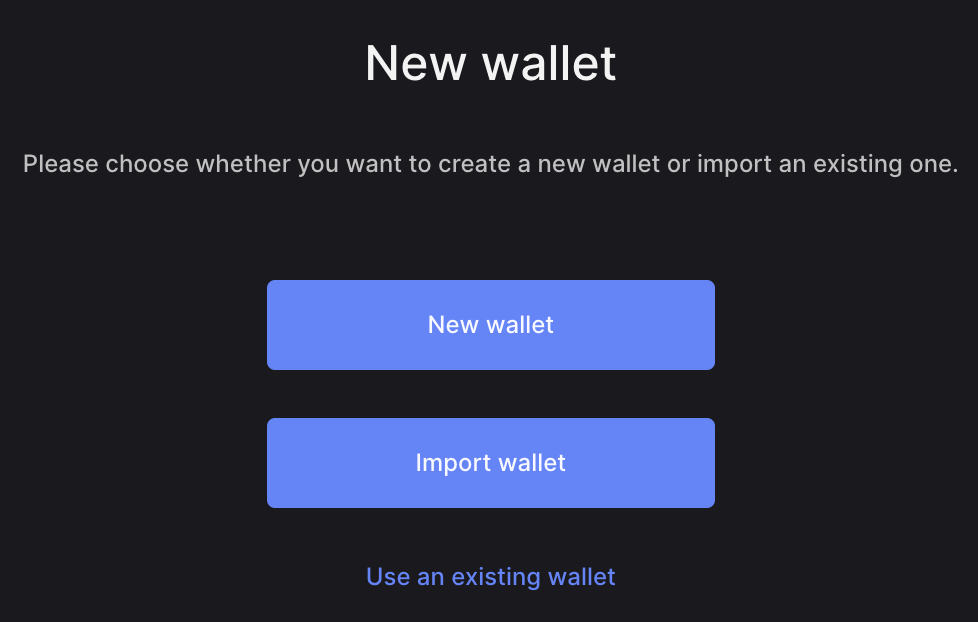 New wallet
Please choose whether you want to create a new wallet or import an existing one.
New wallet
Import wallet
Use an existing wallet